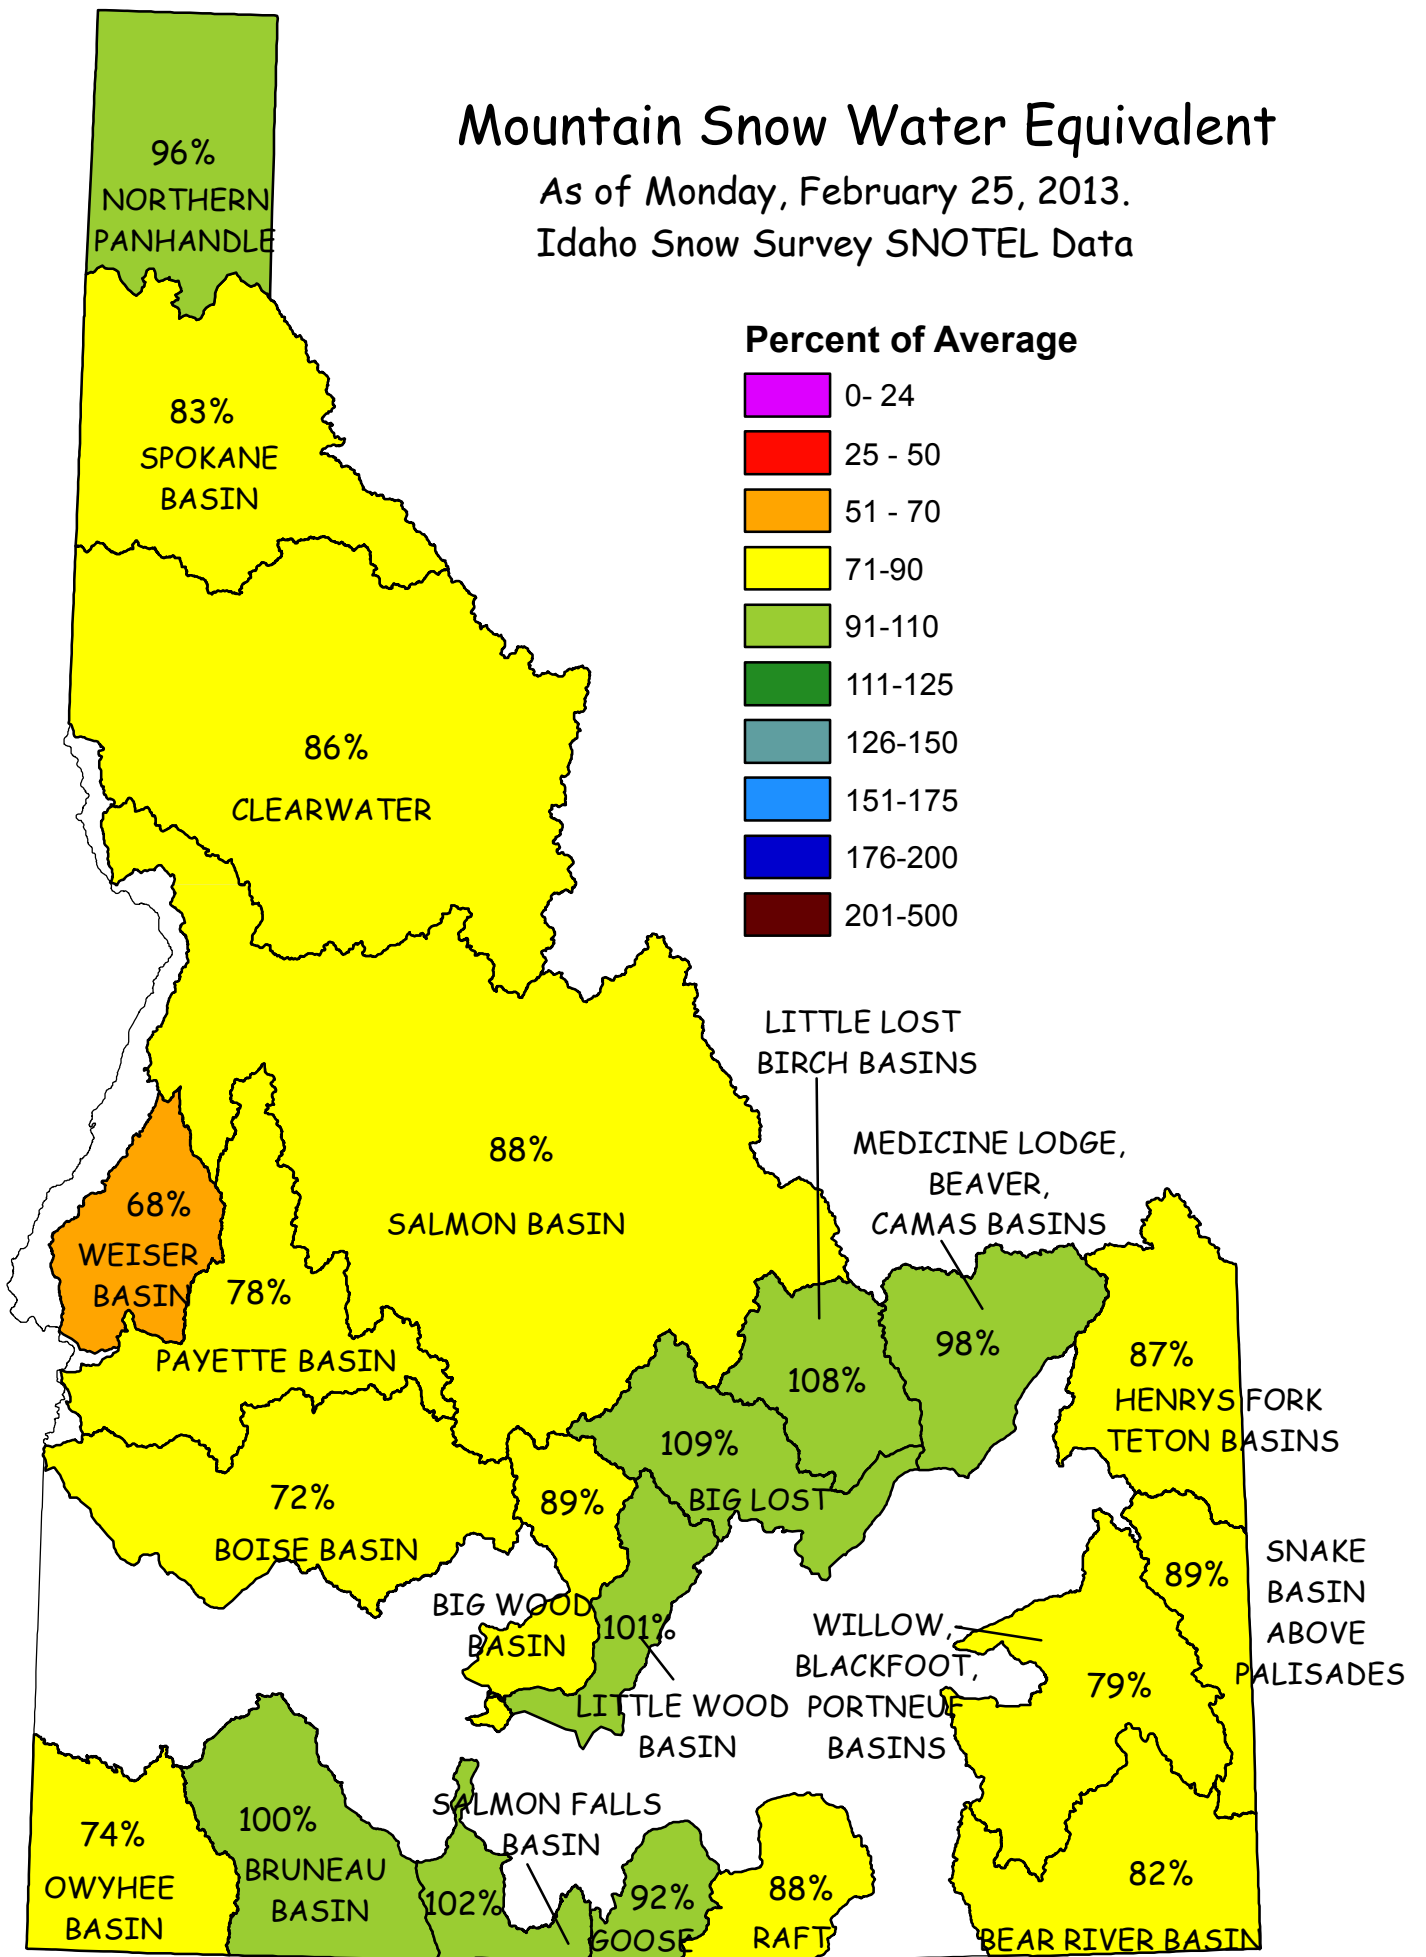 Mountain Snow Water Equivalent
As of Monday, February 25, 2013.
Idaho Snow Survey SNOTEL Data
Percent of Average
0- 24
25 - 50
51 - 70
71-90
91-110
111-125
126-150
151-175
176-200
201-500
96%
NORTHERN
PANHANDLE
83%
SPOKANE
BASIN
86%
CLEARWATER
88%
SALMON BASIN
LITTLE LOST
BIRCH BASINS
108%
MEDICINE LODGE,
BEAVER,
CAMAS BASINS
98%
68%
WEISER
BASIN
78%
PAYETTE BASIN
87%
HENRYS FORK
TETON BASINS
109%
BIG LOST
72%
BOISE BASIN
89%
BIG WOOD
BASIN
101%
LITTLE WOOD
BASIN
89%
SNAKE
BASIN
ABOVE
PALISADES
WILLOW,
BLACKFOOT,
PORTNEUF
BASINS
79%
74%
OWYHEE
BASIN
100%
BRUNEAU
BASIN
SALMON FALLS
BASIN
102%
92%
GOOSE
88%
RAFT
82%
BEAR RIVER BASIN